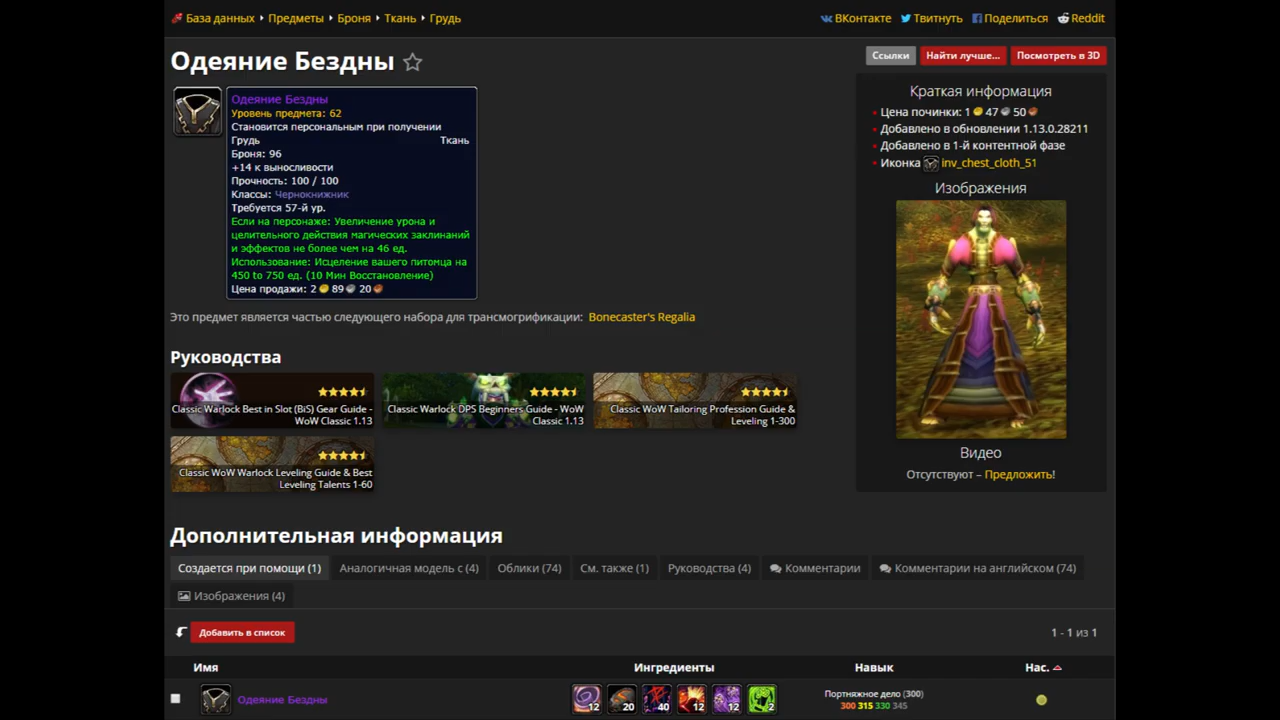 База данных Предметы Броня Ткань Грудь
ВКонтакте Твитнуть Поделиться Reddit
Одеяние Бездны
Ссылки Найти лучше... Посмотреть в 3D
Одеяние Бездны
Уровень предмета: 62
Становится персональным при получении
Грудь Ткань
Броня: 96
+14 к выносливости
Прочность: 100 / 100
Классы: Чернокнижник
Требуется 57-й ур.
Если на персонаже: Увеличение урона и
целительного действия магических заклинаний
и эффектов не более чем на 46 ед.
Использование: Исцеление вашего питомца на
450 to 750 ед. (10 Мин Восстановление)
Цена продажи: 2 89 20
Краткая информация
Цена починки: 1 47 50
Добавлено в обновлении 1.13.0.28211
Добавлено в 1-й контентной фазе
Иконка inv_chest_cloth_51
Изображения
Видео
Отсутствуют – Предложить!
Это предмет является частью следующего набора для трансмогрификации: Bonecaster's Regalia
Руководства
Classic Warlock Best in Slot (BiS) Gear Guide -
WoW Classic 1.13
Classic Warlock DPS Beginners Guide - WoW
Classic 1.13
Classic WoW Tailoring Profession Guide &
Leveling 1-300
Classic WoW Warlock Leveling Guide & Best
Leveling Talents 1-60
Дополнительная информация
Создается при помощи (1) Аналогичная модель с (4) Облики (74) См. также (1) Руководства (4) Комментарии Комментарии на английском (74)
Изображения (4)
Добавить в список 1 - 1 из 1
Имя Ингредиенты Навык Нас.
Одеяние Бездны 12 20 40 12 12 2 Портняжное дело (300)
300 315 330 345